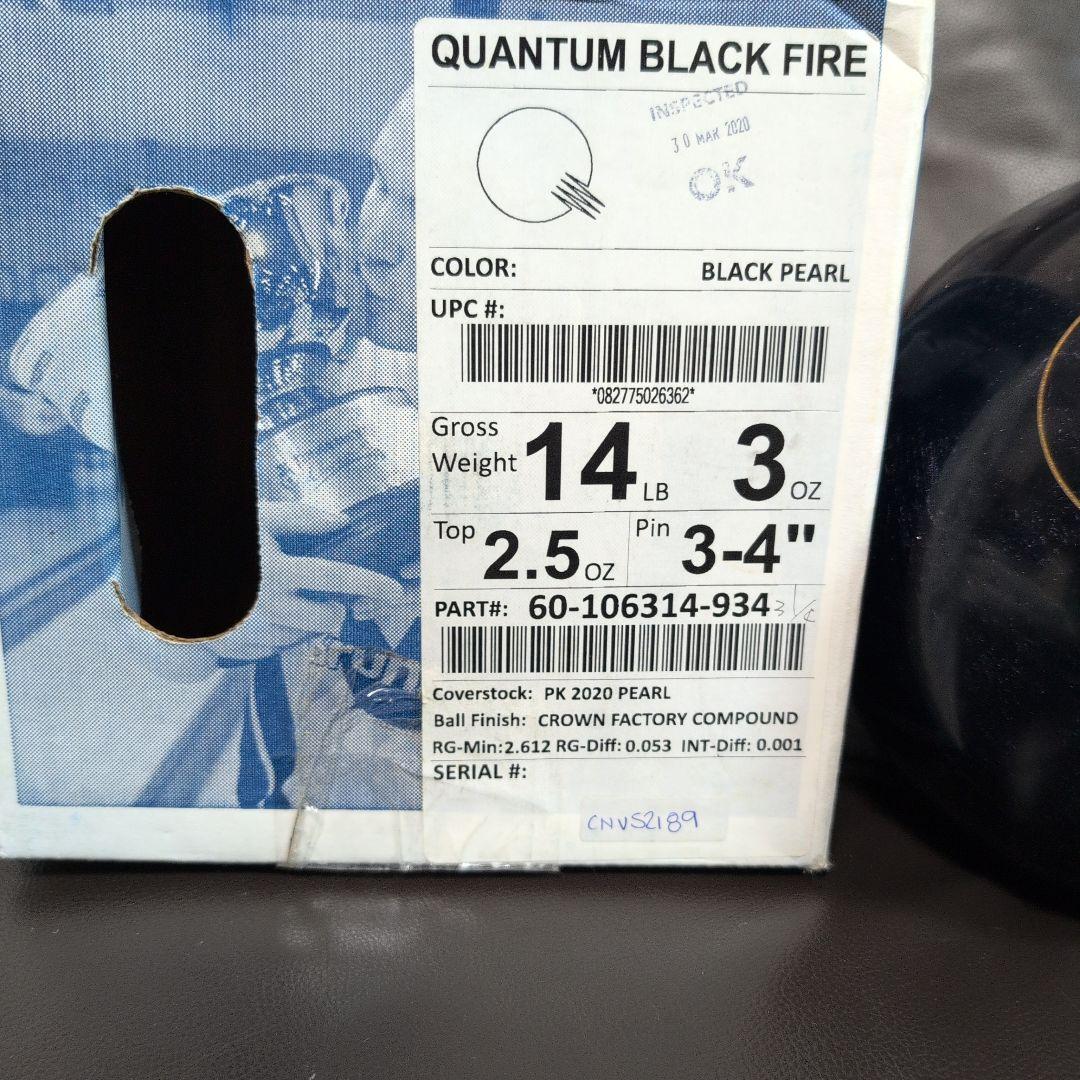 QUANTUM BLACK FIRE
INSPECTED
30 MAR 2020
OK
COLOR: BLACK PEARL
UPC #:
*082775026362*
Gross Weight 14 LB 3 OZ
Top 2.5 OZ Pin 3-4"
PART#: 60-106314-934
Coverstock: PK 2020 PEARL
Ball Finish: CROWN FACTORY COMPOUND
RG-Min:2.612 RG-Diff: 0.053 INT-Diff: 0.001
SERIAL #:
CNV52189